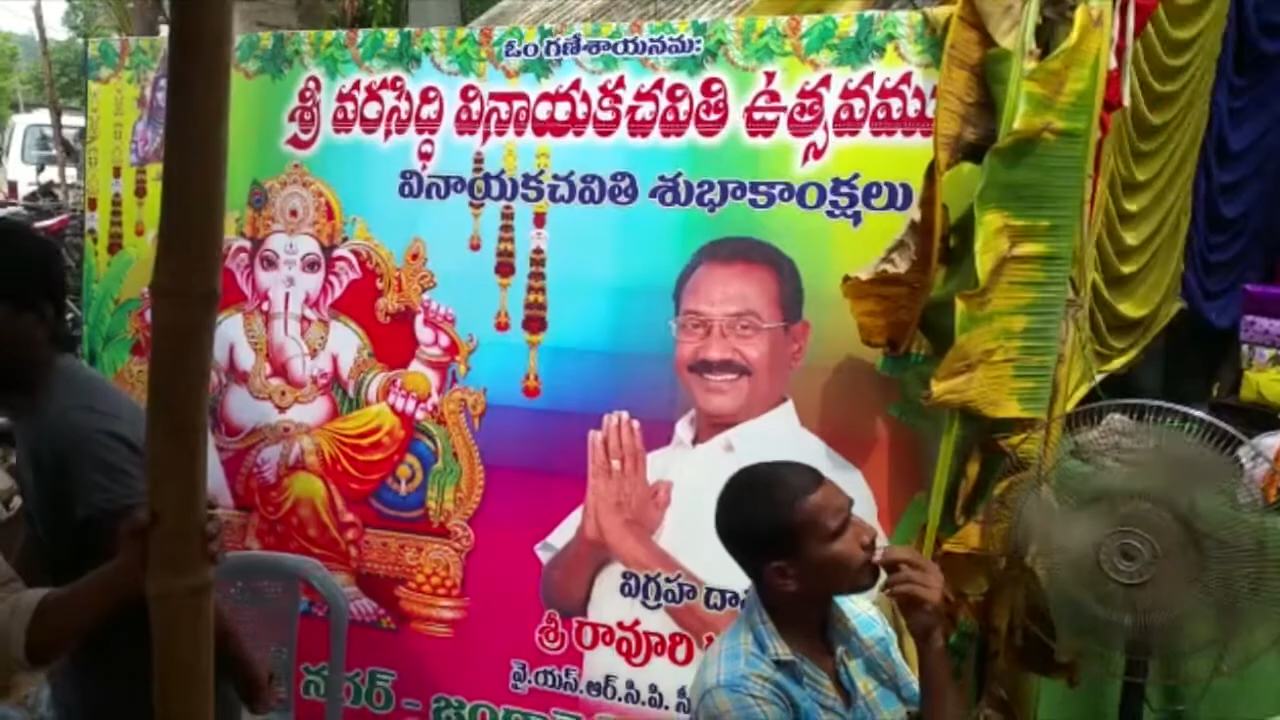 ఓం గణేశాయనమః
శ్రీ వరసిద్ధి వినాయకచవితి ఉత్సవము
వినాయకచవితి శుభాకాంక్షలు
విగ్రహ
శ్రీ రావూరి
వై.యస్.ఆర్.సి.పి.
నగర్ -